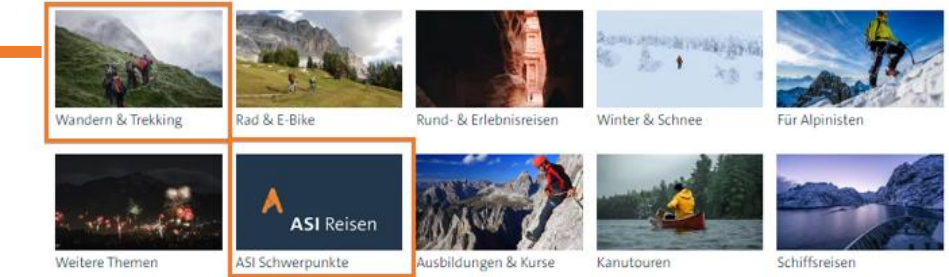 Wandern & Trekking
Rad & E-Bike
Rund- & Erlebnisreisen
Winter & Schnee
Für Alpinisten
ASI Reisen
Weitere Themen
ASI Schwerpunkte
Ausbildungen & Kurse
Kanutouren
Schiffsreisen